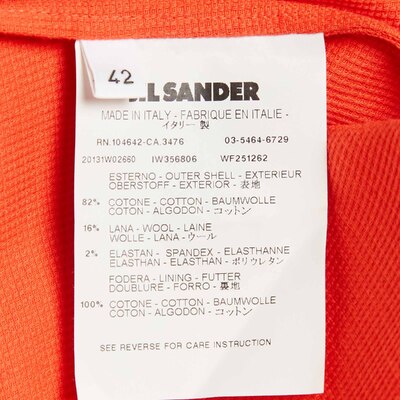 42
IL SANDER
MADE IN ITALY - FABRIQUE EN ITALIE -
イタリー 製
RN.104642-CA.3476 03-5464-6729
20131W02660 IW356806 WF251262
ESTERNO - OUTER SHELL - EXTERIEUR
OBERSTOFF - EXTERIOR - 表地
82% COTONE - COTTON - BAUMWOLLE
COTON - ALGODON - コットン
16% LANA - WOOL - LAINE
WOLLE - LANA - ウール
2% ELASTAN - SPANDEX - ELASTHANNE
ELASTHAN - ELASTHAN - ポリウレタン
FODERA - LINING - FUTTER
DOUBLURE - FORRO - 裏地
100% COTONE - COTTON - BAUMWOLLE
COTON - ALGODON - コットン
SEE REVERSE FOR CARE INSTRUCTION